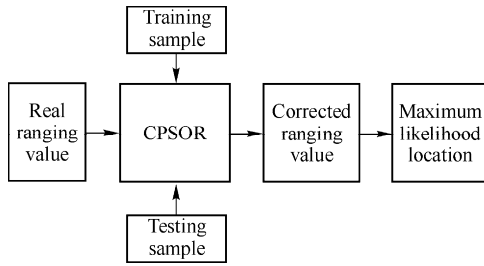 Training
sample
Real
ranging
value
CPSOR
Corrected
ranging
value
Maximum
likelihood
location
Testing
sample